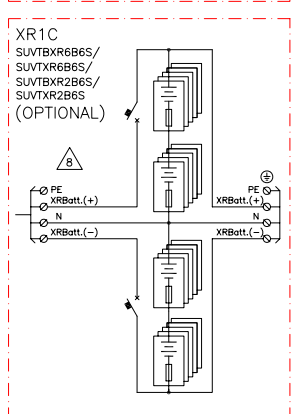 XR1C
SUVTBXR6B6S/
SUVTXR6B6S/
SUVTBXR2B6S/
SUVTXR2B6S
(OPTIONAL)
8
PE
PE
XRBatt.(+)
XRBatt.(+)
N
N
XRBatt.(-)
XRBatt.(-)